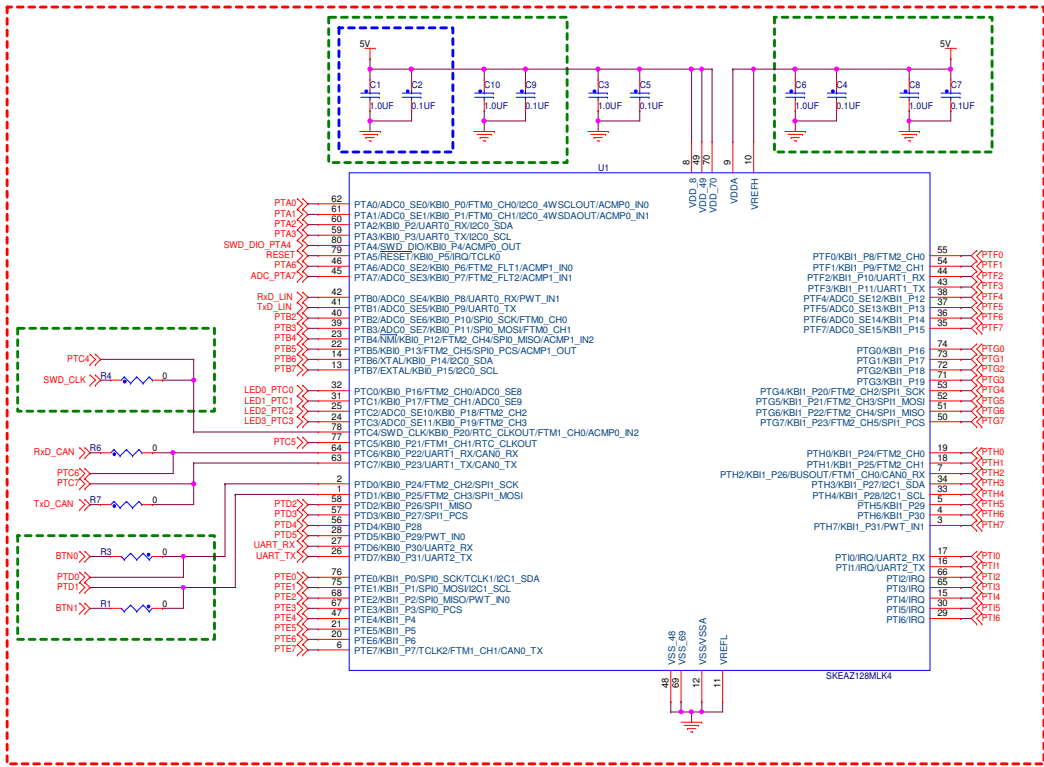 5V
5V
C1
C2
C10
C9
C3
C5
C6
C4
C8
C7
1.0UF
0.1UF
1.0UF
0.1UF
1.0UF
0.1UF
1.0UF
0.1UF
1.0UF
0.1UF
8
49
70
9
10
U1
VDD_8
VDD_49
VDD_70
VDDA
VREFH
PTA0 62 PTA0/ADC0_SE0/KBI0_P0/FTM0_CH0/I2C0_4WSCLOUT/ACMP0_IN0
PTA1 61 PTA1/ADC0_SE1/KBI0_P1/FTM0_CH1/I2C0_4WSDAOUT/ACMP0_IN1
PTA2 60 PTA2/KBI0_P2/UART0_RX/I2C0_SDA
PTA3 59 PTA3/KBI0_P3/UART0_TX/I2C0_SCL
SWD_DIO_PTA4 80 PTA4/SWD_DIO/KBI0_P4/ACMP0_OUT
RESET 79 PTA5/RESET/KBI0_P5/IRQ/TCLK0
PTA6 46 PTA6/ADC0_SE2/KBI0_P6/FTM2_FLT1/ACMP1_IN0
ADC_PTA7 45 PTA7/ADC0_SE3/KBI0_P7/FTM2_FLT2/ACMP1_IN1
RxD_LIN 42 PTB0/ADC0_SE4/KBI0_P8/UART0_RX/PWT_IN1
TxD_LIN 41 PTB1/ADC0_SE5/KBI0_P9/UART0_TX
PTB2 40 PTB2/ADC0_SE6/KBI0_P10/SPI0_SCK/FTM0_CH0
PTB3 39 PTB3/ADC0_SE7/KBI0_P11/SPI0_MOSI/FTM0_CH1
PTB4 23 PTB4/NMI/KBI0_P12/FTM2_CH4/SPI0_MISO/ACMP1_IN2
PTB5 22 PTB5/KBI0_P13/FTM2_CH5/SPI0_PCS/ACMP1_OUT
PTB6 14 PTB6/XTAL/KBI0_P14/I2C0_SDA
PTB7 13 PTB7/EXTAL/KBI0_P15/I2C0_SCL
PTC4
SWD_CLK R4 0
LED0_PTC0 32 PTC0/KBI0_P16/FTM2_CH0/ADC0_SE8
LED1_PTC1 31 PTC1/KBI0_P17/FTM2_CH1/ADC0_SE9
LED2_PTC2 25 PTC2/ADC0_SE10/KBI0_P18/FTM2_CH2
LED3_PTC3 24 PTC3/ADC0_SE11/KBI0_P19/FTM2_CH3
78 PTC4/SWD_CLK/KBI0_P20/RTC_CLKOUT/FTM1_CH0/ACMP0_IN2
PTC5 77 PTC5/KBI0_P21/FTM1_CH1/RTC_CLKOUT
64 PTC6/KBI0_P22/UART1_RX/CAN0_RX
63 PTC7/KBI0_P23/UART1_TX/CAN0_TX
RxD_CAN R6 0
PTC6
PTC7
TxD_CAN R7 0
2 PTD0/KBI0_P24/FTM2_CH2/SPI1_SCK
1 PTD1/KBI0_P25/FTM2_CH3/SPI1_MOSI
PTD2 58 PTD2/KBI0_P26/SPI1_MISO
PTD3 57 PTD3/KBI0_P27/SPI1_PCS
PTD4 56 PTD4/KBI0_P28
PTD5 28 PTD5/KBI0_P29/PWT_IN0
UART_RX 27 PTD6/KBI0_P30/UART2_RX
UART_TX 26 PTD7/KBI0_P31/UART2_TX
BTN0 R3 0
PTD0
PTD1
BTN1 R1 0
PTE0 76 PTE0/KBI1_P0/SPI0_SCK/TCLK1/I2C1_SDA
PTE1 75 PTE1/KBI1_P1/SPI0_MOSI/I2C1_SCL
PTE2 68 PTE2/KBI1_P2/SPI0_MISO/PWT_IN0
PTE3 67 PTE3/KBI1_P3/SPI0_PCS
PTE4 47 PTE4/KBI1_P4
PTE5 21 PTE5/KBI1_P5
PTE6 20 PTE6/KBI1_P6
PTE7 6 PTE7/KBI1_P7/TCLK2/FTM1_CH1/CAN0_TX
PTF0/KBI1_P8/FTM2_CH0 55 PTF0
PTF1/KBI1_P9/FTM2_CH1 54 PTF1
PTF2/KBI1_P10/UART1_RX 44 PTF2
PTF3/KBI1_P11/UART1_TX 43 PTF3
PTF4/ADC0_SE12/KBI1_P12 38 PTF4
PTF5/ADC0_SE13/KBI1_P13 37 PTF5
PTF6/ADC0_SE14/KBI1_P14 36 PTF6
PTF7/ADC0_SE15/KBI1_P15 35 PTF7
PTG0/KBI1_P16 74 PTG0
PTG1/KBI1_P17 73 PTG1
PTG2/KBI1_P18 72 PTG2
PTG3/KBI1_P19 71 PTG3
PTG4/KBI1_P20/FTM2_CH2/SPI1_SCK 53 PTG4
PTG5/KBI1_P21/FTM2_CH3/SPI1_MOSI 52 PTG5
PTG6/KBI1_P22/FTM2_CH4/SPI1_MISO 51 PTG6
PTG7/KBI1_P23/FTM2_CH5/SPI1_PCS 50 PTG7
PTH0/KBI1_P24/FTM2_CH0 19 PTH0
PTH1/KBI1_P25/FTM2_CH1 18 PTH1
PTH2/KBI1_P26/BUSOUT/FTM1_CH0/CAN0_RX 7 PTH2
PTH3/KBI1_P27/I2C1_SDA 34 PTH3
PTH4/KBI1_P28/I2C1_SCL 33 PTH4
PTH5/KBI1_P29 5 PTH5
PTH6/KBI1_P30 4 PTH6
PTH7/KBI1_P31/PWT_IN1 3 PTH7
PTI0/IRQ/UART2_RX 17 PTI0
PTI1/IRQ/UART2_TX 16 PTI1
PTI2/IRQ 66 PTI2
PTI3/IRQ 65 PTI3
PTI4/IRQ 15 PTI4
PTI5/IRQ 30 PTI5
PTI6/IRQ 29 PTI6
VSS_48
VSS_69
VSS/VSSA
VREFL
48
69
12
11
SKEAZ128MLK4